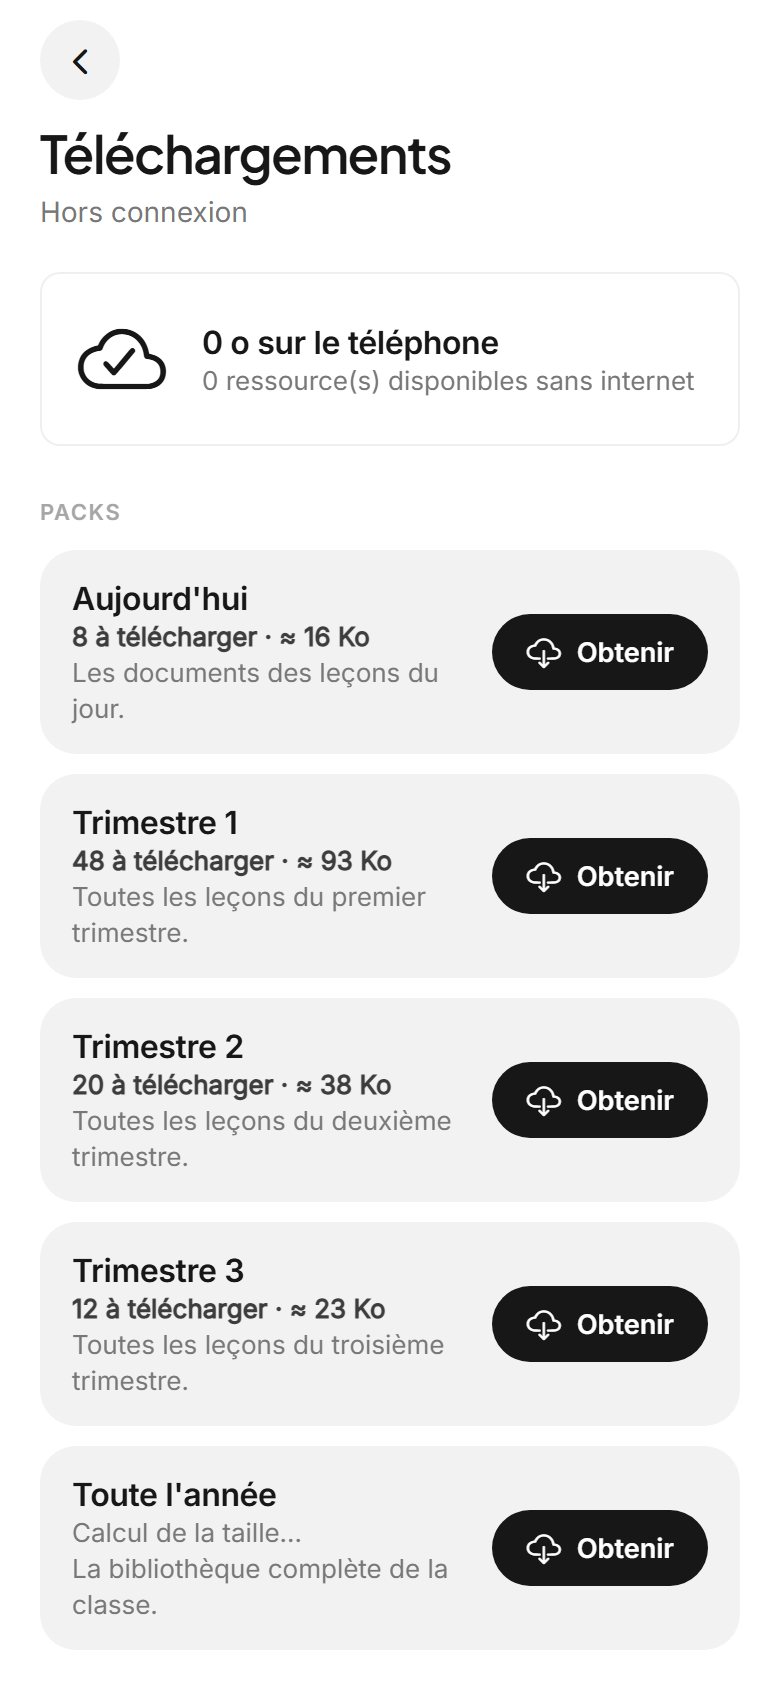 Téléchargements
Hors connexion
0 o sur le téléphone
0 ressource(s) disponibles sans internet
PACKS
Aujourd'hui
8 à télécharger · ≈ 16 Ko
Les documents des leçons du
jour.
Obtenir
Trimestre 1
48 à télécharger · ≈ 93 Ko
Toutes les leçons du premier
trimestre.
Obtenir
Trimestre 2
20 à télécharger · ≈ 38 Ko
Toutes les leçons du deuxième
trimestre.
Obtenir
Trimestre 3
12 à télécharger · ≈ 23 Ko
Toutes les leçons du troisième
trimestre.
Obtenir
Toute l'année
Calcul de la taille...
La bibliothèque complète de la
classe.
Obtenir